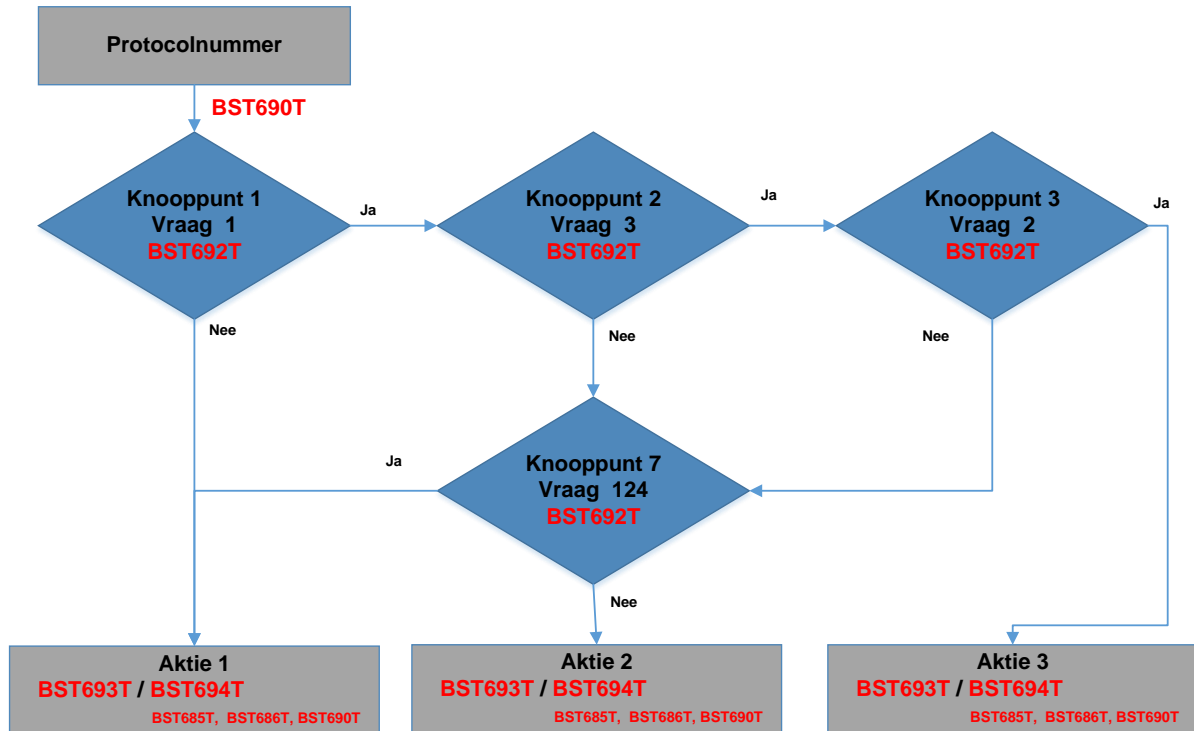 Protocolnummer
BST690T
Knooppunt 1
Vraag 1
BST692T
Ja
Knooppunt 2
Vraag 3
BST692T
Ja
Knooppunt 3
Vraag 2
BST692T
Ja
Nee
Nee
Nee
Ja
Knooppunt 7
Vraag 124
BST692T
Nee
Aktie 1
BST693T / BST694T
BST685T, BST686T, BST690T
Aktie 2
BST693T / BST694T
BST685T, BST686T, BST690T
Aktie 3
BST693T / BST694T
BST685T, BST686T, BST690T